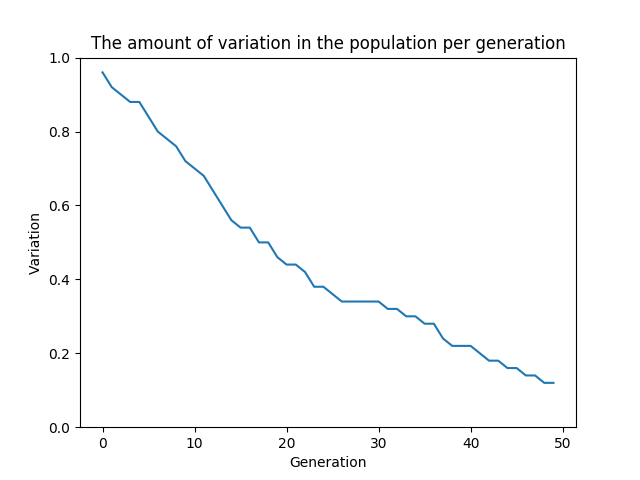 The amount of variation in the population per generation
1.0
0.8
0.6
0.4
0.2
0.0
Variation
0 10 20 30 40 50
Generation